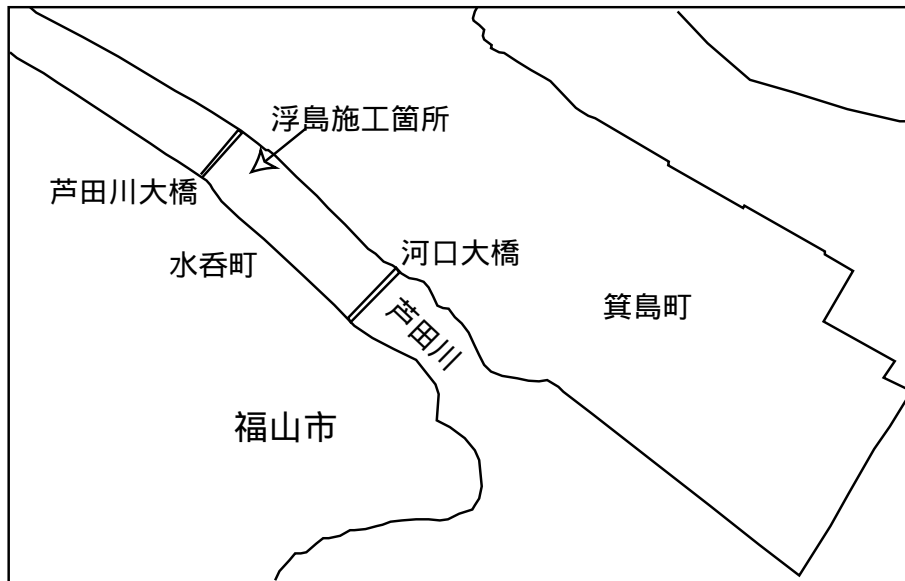 浮島施工箇所
芦田川大橋
河口大橋
水呑町
箕島町
芦田川
福山市